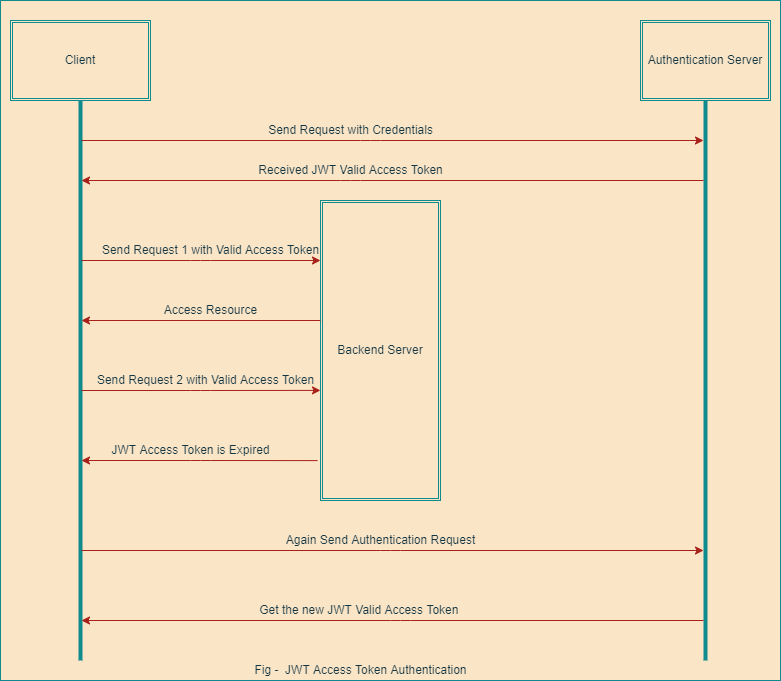 Client
Authentication Server
Send Request with Credentials
Received JWT Valid Access Token
Send Request 1 with Valid Access Token
Access Resource
Backend Server
Send Request 2 with Valid Access Token
JWT Access Token is Expired
Again Send Authentication Request
Get the new JWT Valid Access Token
Fig - JWT Access Token Authentication